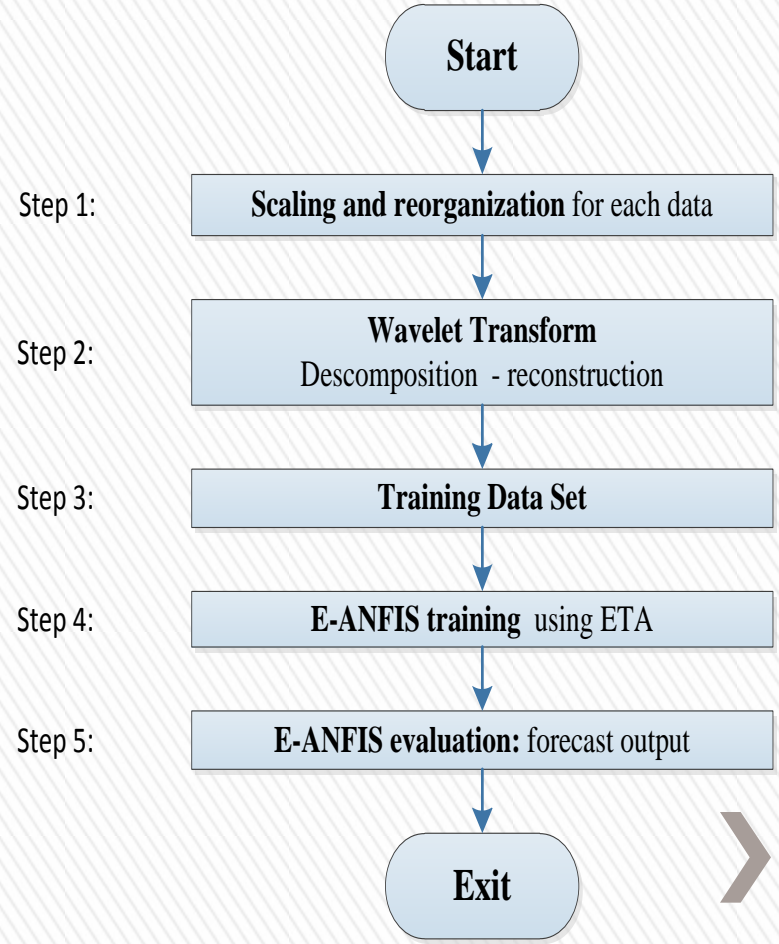 Start
Step 1:
Scaling and reorganization for each data
Step 2:
Wavelet Transform
Descomposition - reconstruction
Step 3:
Training Data Set
Step 4:
E-ANFIS training using ETA
Step 5:
E-ANFIS evaluation: forecast output
Exit